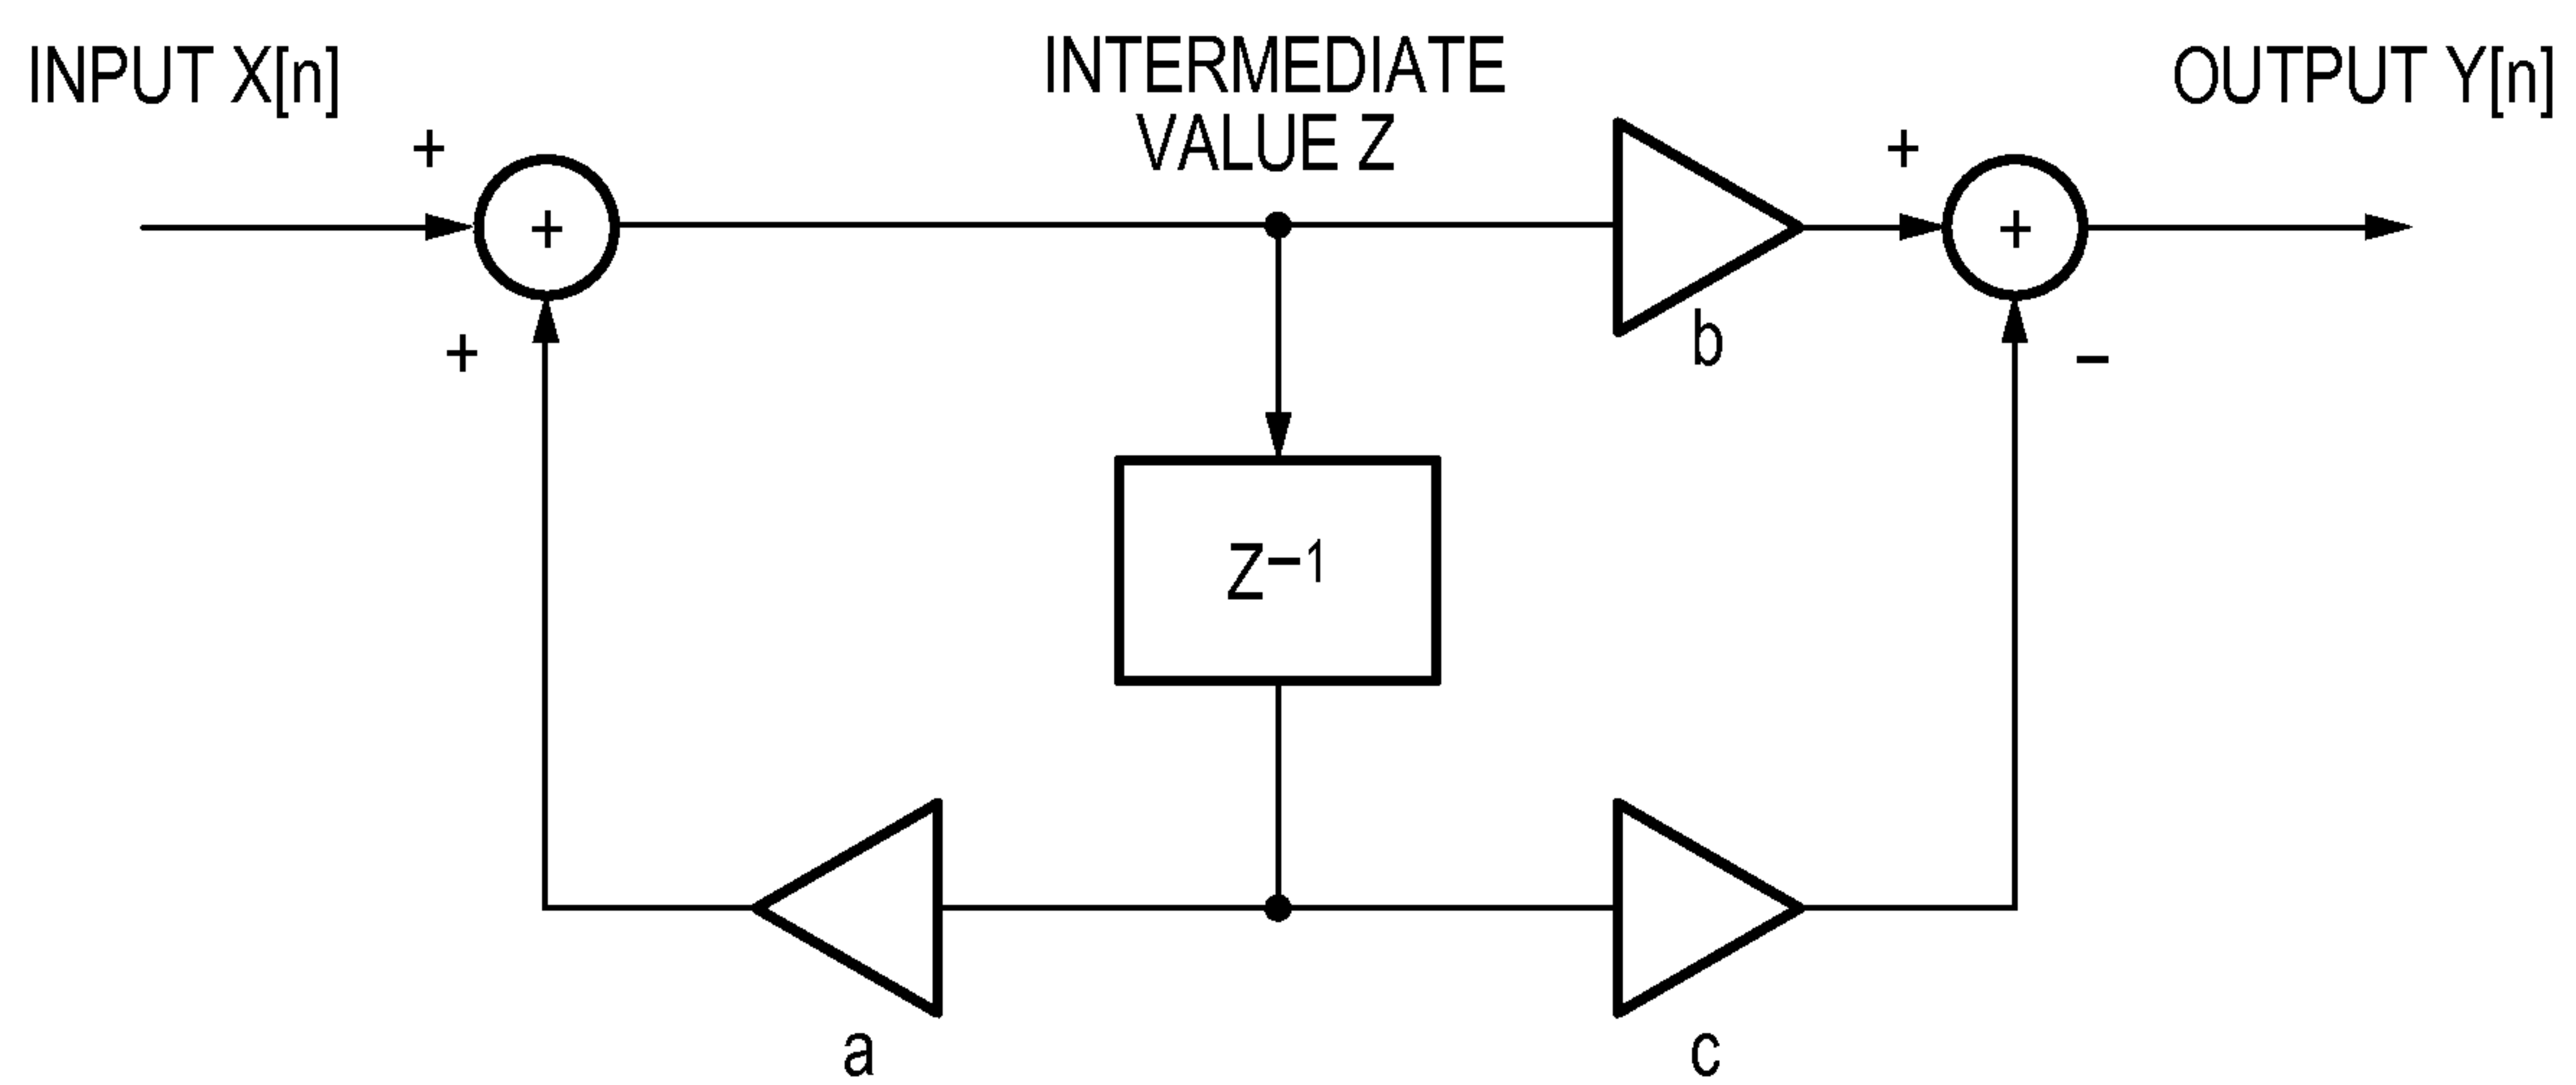 INPUT X[n]
INTERMEDIATE
VALUE Z
OUTPUT Y[n]
+
+
+
+
b
+
+
−
Z−1
a
c